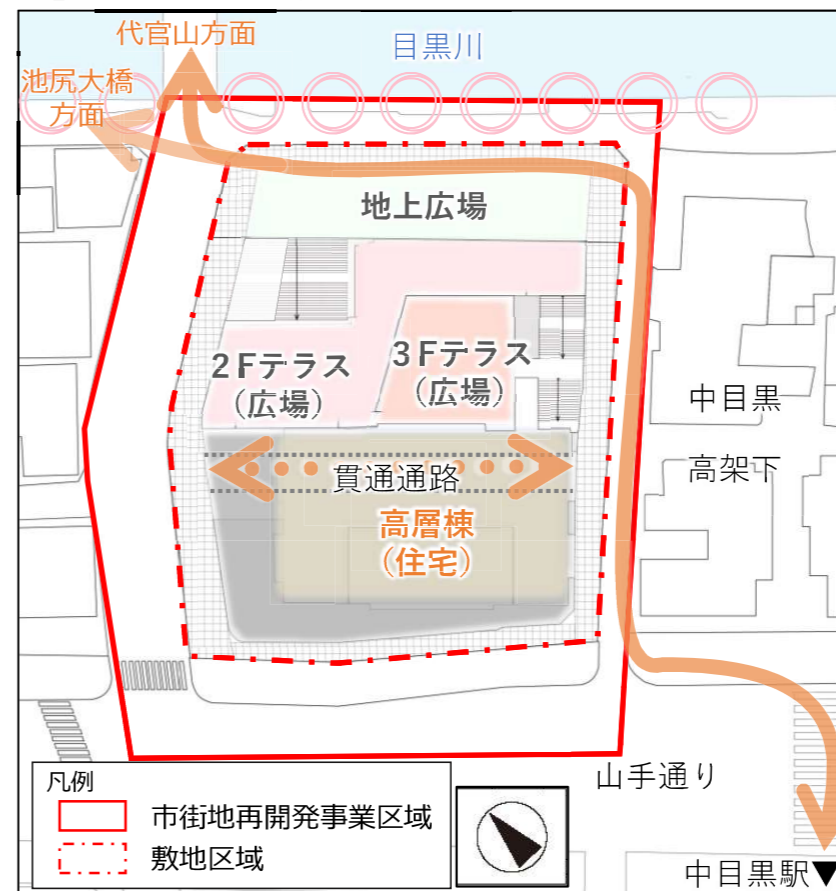 代官山方面
目黒川
池尻大橋
方面
地上広場
2Fテラス
(広場)
3Fテラス
(広場)
中目黒
高架下
貫通通路
高層棟
(住宅)
山手通り
凡例
市街地再開発事業区域
敷地区域
中目黒駅▼